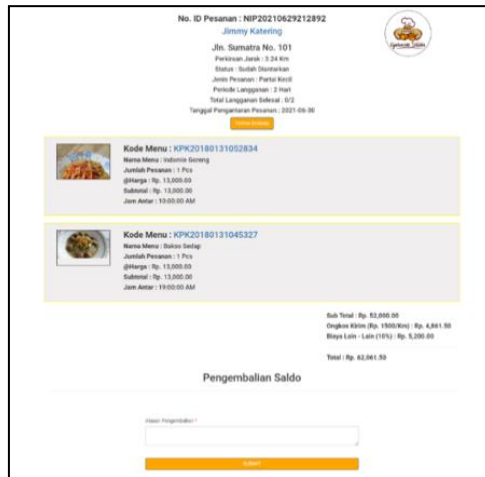 No. ID Pesanan : NIP20210629212892
Jimmy Katering
Jln. Sumatra No. 101
Perkiraan Jarak : 3.24 Km
Status : Sudah Diantarkan
Jenis Pesanan : Partai Kecil
Periode Langganan : 2 Hari
Total Langganan Selesai : 0/2
Tanggal Pengantaran Pesanan : 2021-06-30
Kode Menu : KPK20180131052834
Nama Menu : Indomie Goreng
Jumlah Pesanan : 1 Pcs
@Harga : Rp. 13,000.00
Subtotal : Rp. 13,000.00
Jam Antar : 10:00:00 AM
Kode Menu : KPK20180131045327
Nama Menu : Bakso Sedap
Jumlah Pesanan : 1 Pcs
@Harga : Rp. 13,000.00
Subtotal : Rp. 13,000.00
Jam Antar : 19:00:00 AM
Sub Total : Rp. 52,000.00
Ongkos Kirim (Rp. 1500/Km) : Rp. 4,861.50
Biaya Lain - Lain (10%) : Rp. 5,200.00
Total : Rp. 62,061.50
Pengembalian Saldo
Alasan Pengembalian *
SUBMIT